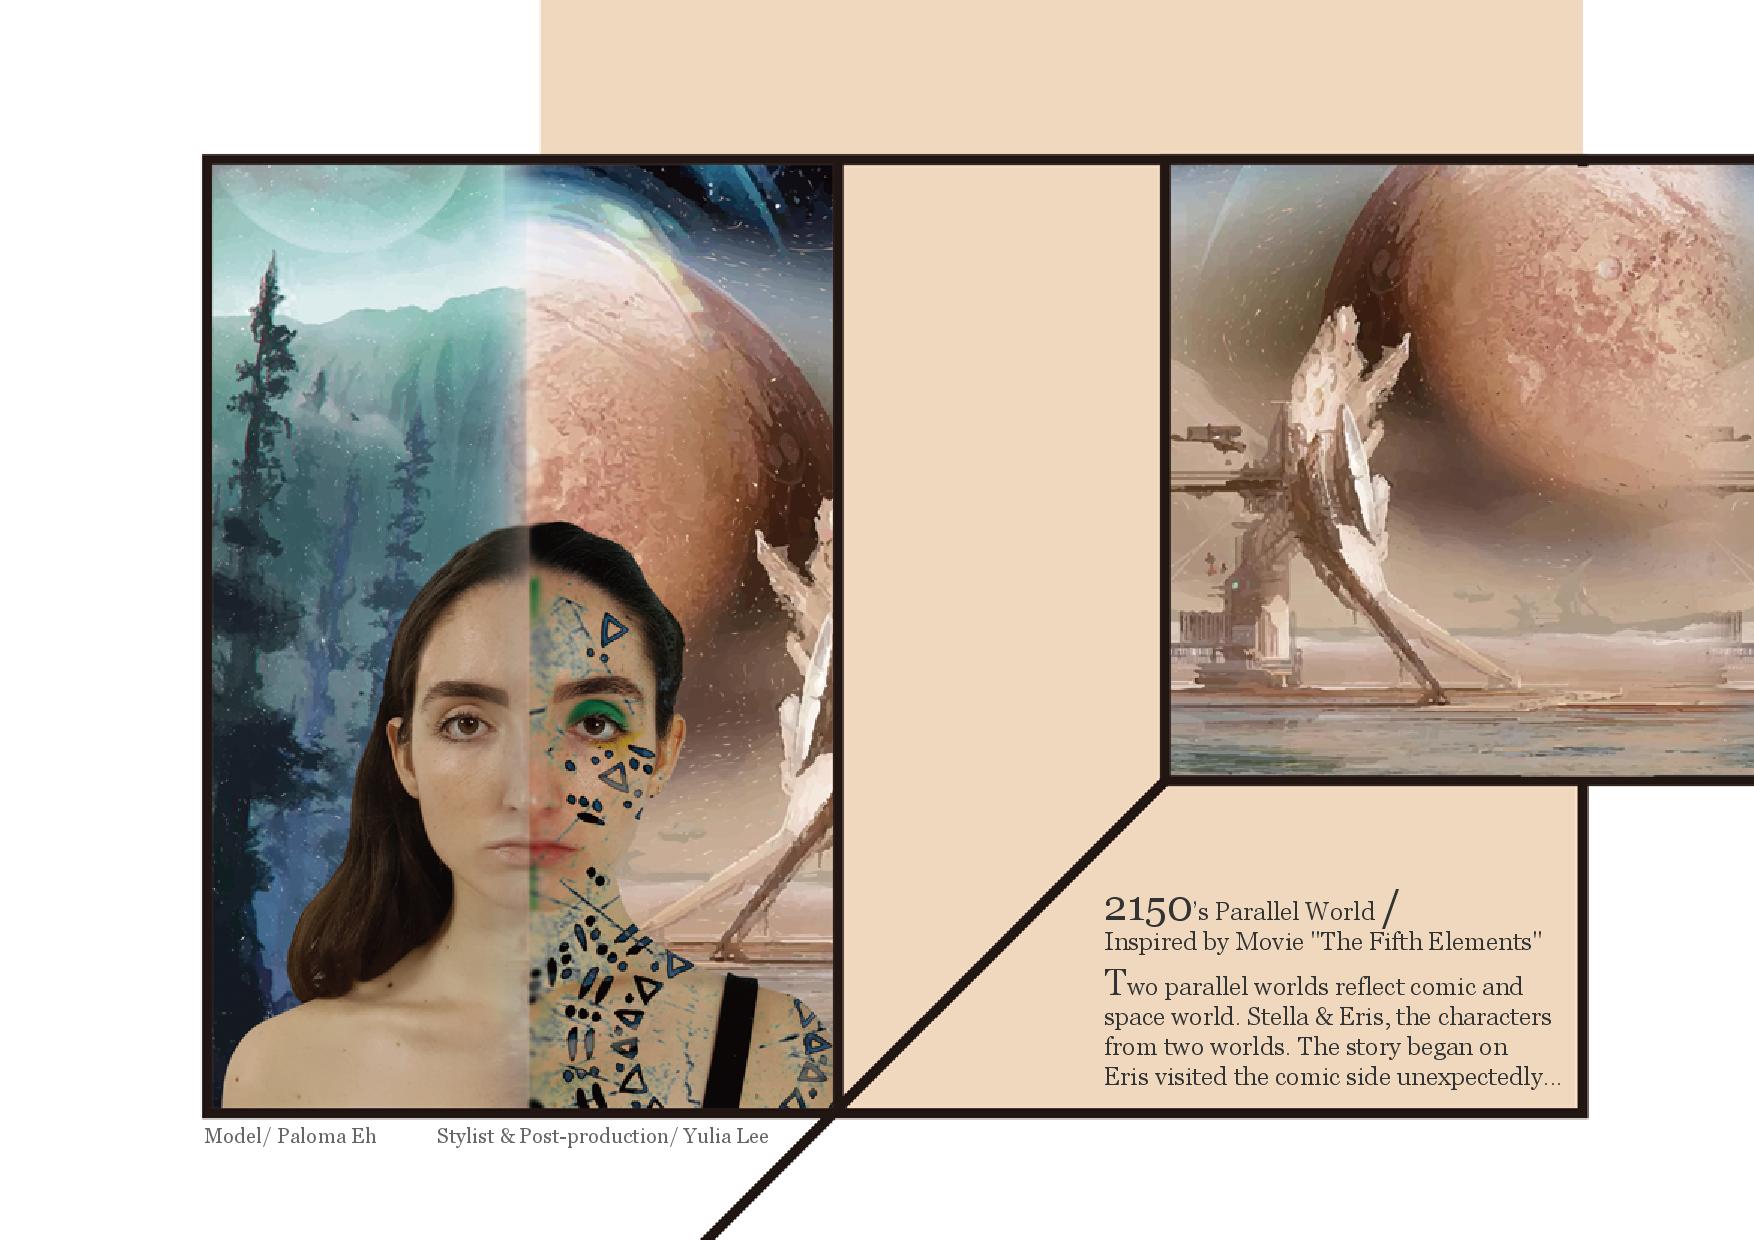 2150's Parallel World /
Inspired by Movie "The Fifth Elements"
Two parallel worlds reflect comic and
space world. Stella & Eris, the characters
from two worlds. The story began on
Eris visited the comic side unexpectedly...
Model/ Paloma Eh
Stylist & Post-production/ Yulia Lee